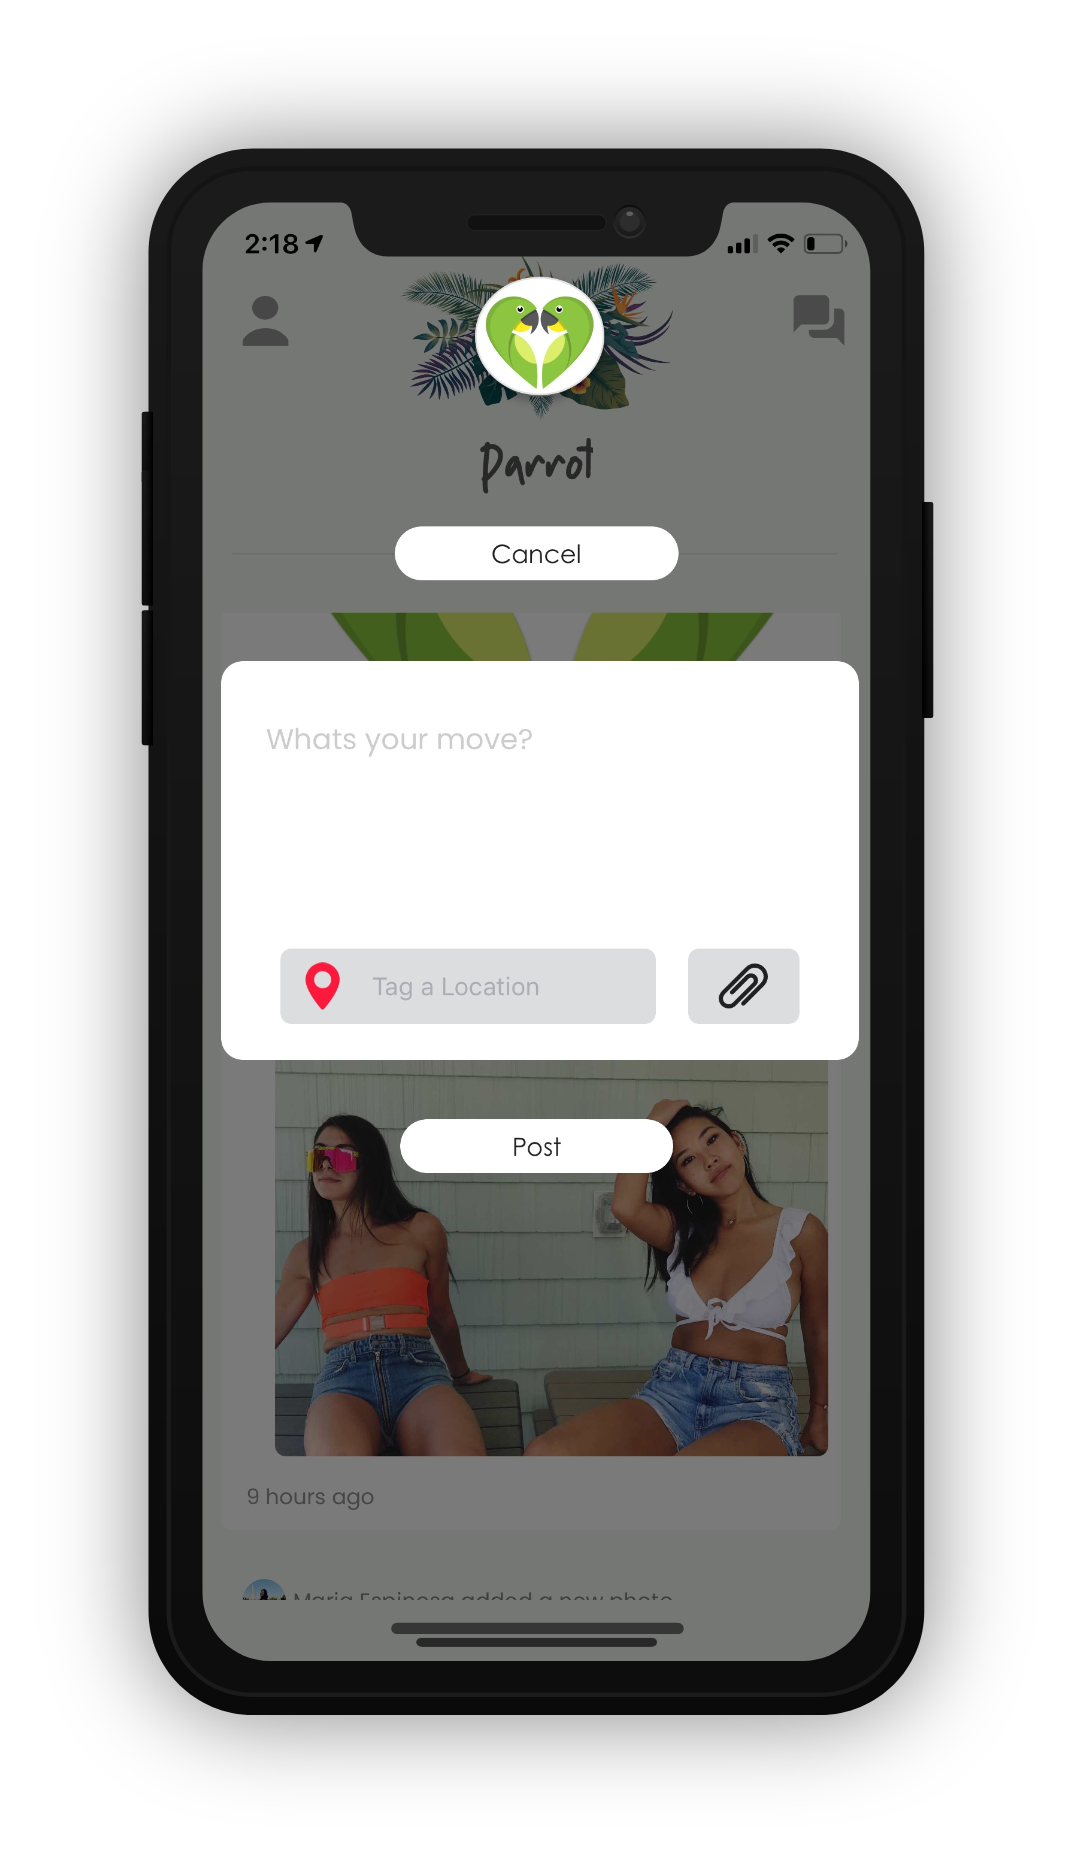 2:18
Parrot
Cancel
Whats your move?
Tag a Location
Post
9 hours ago
Maria Espinosa added a new photo